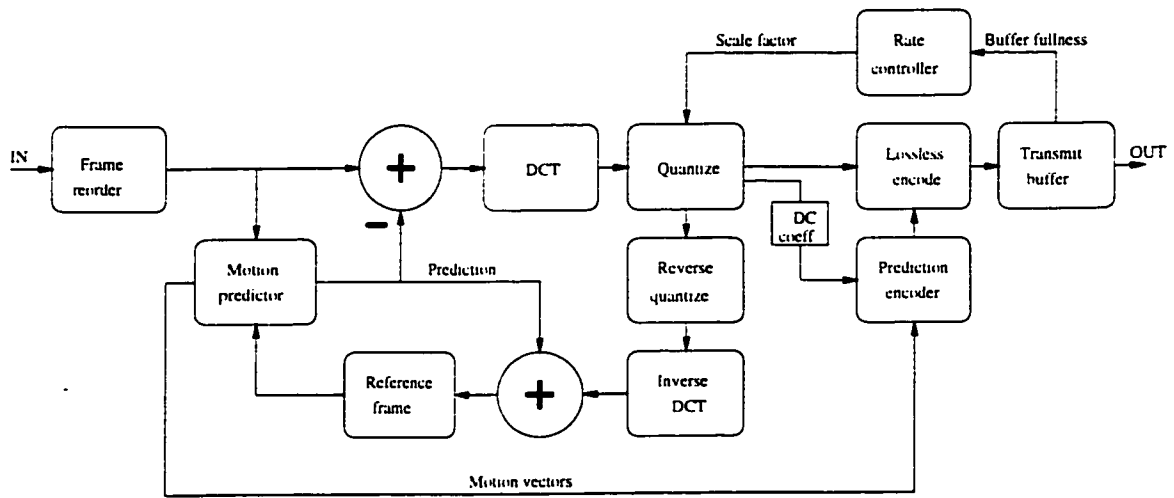 Scale factor
Rate
controller
Buffer fullness
IN
Frame
reorder
+
DCT
Quantize
Lossless
encode
Transmit
buffer
OUT
−
DC
coeff
Motion
predictor
Prediction
Reverse
quantize
Prediction
encoder
Reference
frame
+
Inverse
DCT
Motion vectors